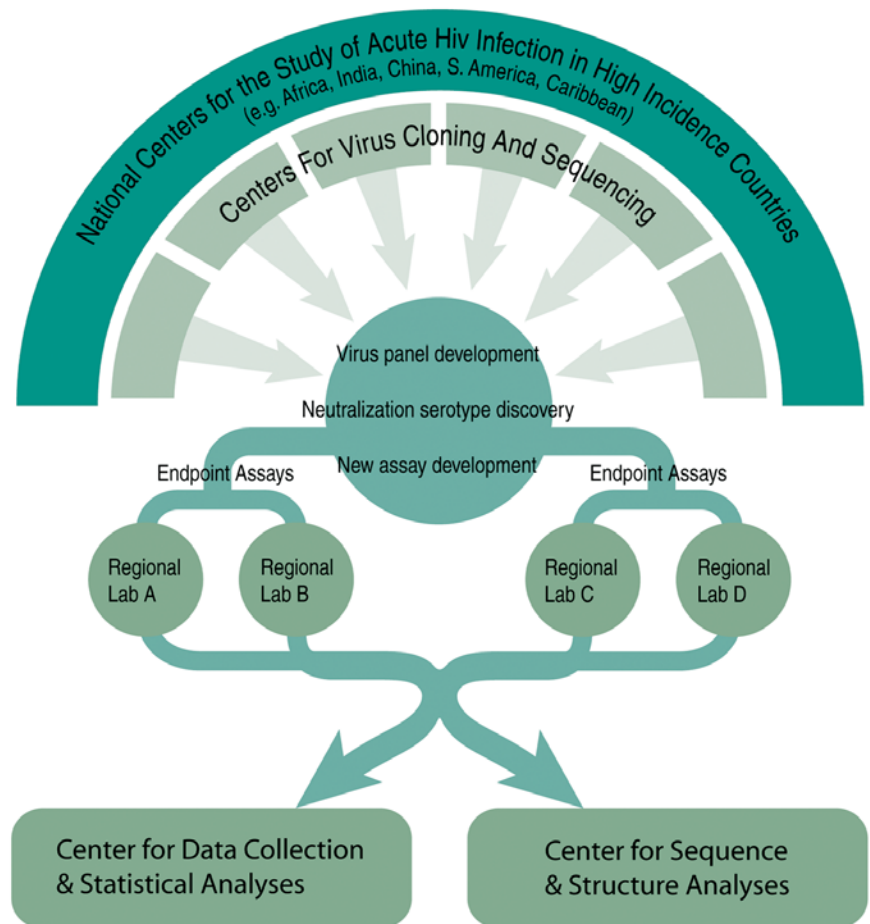 National Centers for the Study of Acute Hiv Infection in High Incidence Countries
(e.g. Africa, India, China, S. America, Caribbean)
Centers For Virus Cloning And Sequencing
Virus panel development
Neutralization serotype discovery
New assay development
Endpoint Assays
Endpoint Assays
Regional
Lab A
Regional
Lab B
Regional
Lab C
Regional
Lab D
Center for Data Collection
& Statistical Analyses
Center for Sequence
& Structure Analyses